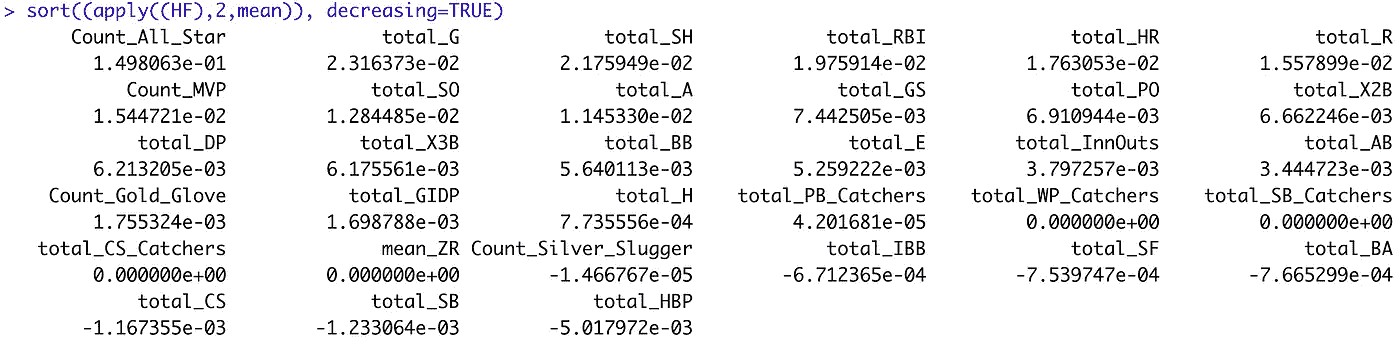 > sort((apply((HF),2,mean)), decreasing=TRUE)
Count_All_Star total_G total_SH total_RBI total_HR total_R
1.498063e-01 2.316373e-02 2.175949e-02 1.975914e-02 1.763053e-02 1.557899e-02
Count_MVP total_SO total_A total_GS total_PO total_X2B
1.544721e-02 1.284485e-02 1.145330e-02 7.442505e-03 6.910944e-03 6.662246e-03
total_DP total_X3B total_BB total_E total_InnOuts total_AB
6.213205e-03 6.175561e-03 5.640113e-03 5.259222e-03 3.797257e-03 3.444723e-03
Count_Gold_Glove total_GIDP total_H total_PB_Catchers total_WP_Catchers total_SB_Catchers
1.755324e-03 1.698788e-03 7.735556e-04 4.201681e-05 0.000000e+00 0.000000e+00
total_CS_Catchers mean_ZR Count_Silver_Slugger total_IBB total_SF total_BA
0.000000e+00 0.000000e+00 -1.466767e-05 -6.712365e-04 -7.539747e-04 -7.665299e-04
total_CS total_SB total_HBP
-1.167355e-03 -1.233064e-03 -5.017972e-03